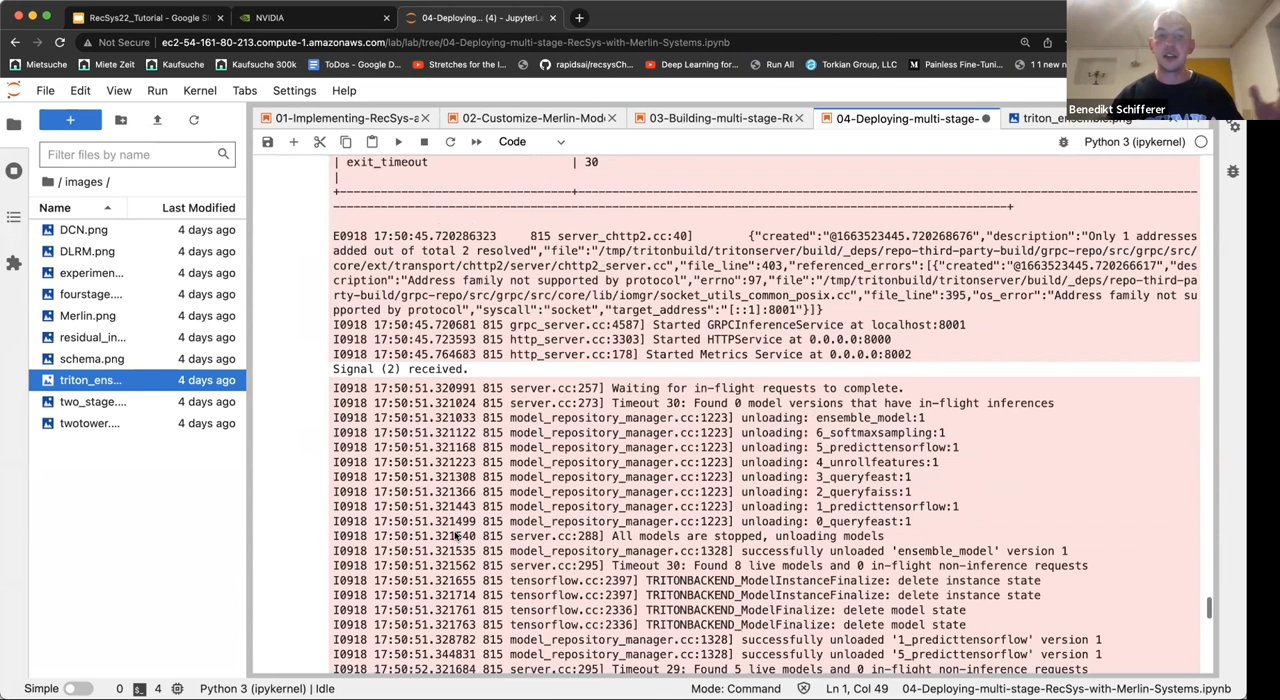 RecSys22_Tutorial - Google S
NVIDIA
04-Deploying... (4) - JupyterLa
Not Secure | ec2-54-161-80-213.compute-1.amazonaws.com/lab/lab/tree/04-Deploying-multi-stage-RecSys-with-Merlin-Systems.ipynb
Mietsuche
Miete Zeit
Kaufsuche
Kaufsuche 300k
ToDos - Google D...
Stretches for the l...
rapidsai/recsysCh...
Deep Learning for...
Run All
Torkian Group, LLC
Painless Fine-Tuni...
1 1 new n
Benedikt Schifferer
File Edit View Run Kernel Tabs Settings Help
01-Implementing-RecSys-a
02-Customize-Merlin-Mode
03-Building-multi-stage-Re
04-Deploying-multi-stage-
triton_ensemble.png
Code
Python 3 (ipykernel)
Filter files by name
/ images /
Name
Last Modified
DCN.png 4 days ago
DLRM.png 4 days ago
experimen... 4 days ago
fourstage.... 4 days ago
Merlin.png 4 days ago
residual_in... 4 days ago
schema.png 4 days ago
triton_ens... 4 days ago
two_stage.... 4 days ago
twotower.... 4 days ago
| exit_timeout | 30
|
E0918 17:50:45.720286323 815 server_chttp2.cc:40] {"created":"@1663523445.720268676","description":"Only 1 addresses
added out of total 2 resolved","file":"/tmp/tritonbuild/tritonserver/build/_deps/repo-third-party-build/grpc-repo/src/grpc/src/
core/ext/transport/chttp2/server/chttp2_server.cc","file_line":403,"referenced_errors":[{"created":"@1663523445.720266617","des
cription":"Address family not supported by protocol","errno":97,"file":"/tmp/tritonbuild/tritonserver/build/_deps/repo-third-pa
rty-build/grpc-repo/src/grpc/src/core/lib/iomgr/socket_utils_common_posix.cc","file_line":395,"os_error":"Address family not su
pported by protocol","syscall":"socket","target_address":"[::1]:8001"}]}
I0918 17:50:45.720681 815 grpc_server.cc:4587] Started GRPCInferenceService at localhost:8001
I0918 17:50:45.723593 815 http_server.cc:3303] Started HTTPService at 0.0.0.0:8000
I0918 17:50:45.764683 815 http_server.cc:178] Started Metrics Service at 0.0.0.0:8002
Signal (2) received.
I0918 17:50:51.320991 815 server.cc:257] Waiting for in-flight requests to complete.
I0918 17:50:51.321024 815 server.cc:273] Timeout 30: Found 0 model versions that have in-flight inferences
I0918 17:50:51.321033 815 model_repository_manager.cc:1223] unloading: ensemble_model:1
I0918 17:50:51.321122 815 model_repository_manager.cc:1223] unloading: 6_softmaxsampling:1
I0918 17:50:51.321168 815 model_repository_manager.cc:1223] unloading: 5_predicttensorflow:1
I0918 17:50:51.321223 815 model_repository_manager.cc:1223] unloading: 4_unrollfeatures:1
I0918 17:50:51.321308 815 model_repository_manager.cc:1223] unloading: 3_queryfeast:1
I0918 17:50:51.321366 815 model_repository_manager.cc:1223] unloading: 2_queryfaiss:1
I0918 17:50:51.321443 815 model_repository_manager.cc:1223] unloading: 1_predicttensorflow:1
I0918 17:50:51.321499 815 model_repository_manager.cc:1223] unloading: 0_queryfeast:1
I0918 17:50:51.321540 815 server.cc:288] All models are stopped, unloading models
I0918 17:50:51.321535 815 model_repository_manager.cc:1328] successfully unloaded 'ensemble_model' version 1
I0918 17:50:51.321562 815 server.cc:295] Timeout 30: Found 8 live models and 0 in-flight non-inference requests
I0918 17:50:51.321655 815 tensorflow.cc:2397] TRITONBACKEND_ModelInstanceFinalize: delete instance state
I0918 17:50:51.321714 815 tensorflow.cc:2397] TRITONBACKEND_ModelInstanceFinalize: delete instance state
I0918 17:50:51.321761 815 tensorflow.cc:2336] TRITONBACKEND_ModelFinalize: delete model state
I0918 17:50:51.321763 815 tensorflow.cc:2336] TRITONBACKEND_ModelFinalize: delete model state
I0918 17:50:51.328782 815 model_repository_manager.cc:1328] successfully unloaded '1_predicttensorflow' version 1
I0918 17:50:51.344831 815 model_repository_manager.cc:1328] successfully unloaded '5_predicttensorflow' version 1
I0918 17:50:52.321684 815 server.cc:295] Timeout 29: Found 5 live models and 0 in-flight non-inference requests
Simple 0 4 Python 3 (ipykernel) | Idle
Mode: Command
Ln 1, Col 49
04-Deploying-multi-stage-RecSys-with-Merlin-Systems.ipynb